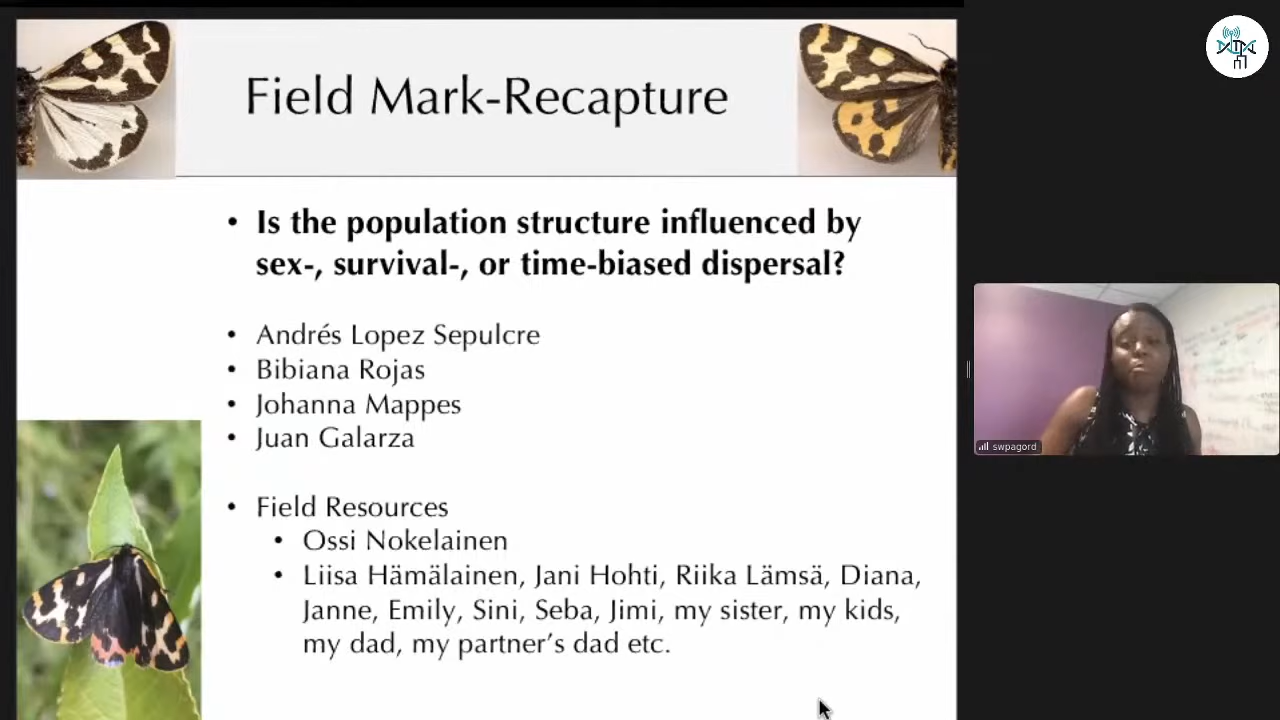 Field Mark-Recapture
• Is the population structure influenced by
sex-, survival-, or time-biased dispersal?
• Andrés Lopez Sepulcre
• Bibiana Rojas
• Johanna Mappes
• Juan Galarza
• Field Resources
• Ossi Nokelainen
• Liisa Hämälainen, Jani Hohti, Riika Lämsä, Diana,
Janne, Emily, Sini, Seba, Jimi, my sister, my kids,
my dad, my partner's dad etc.
swpagord